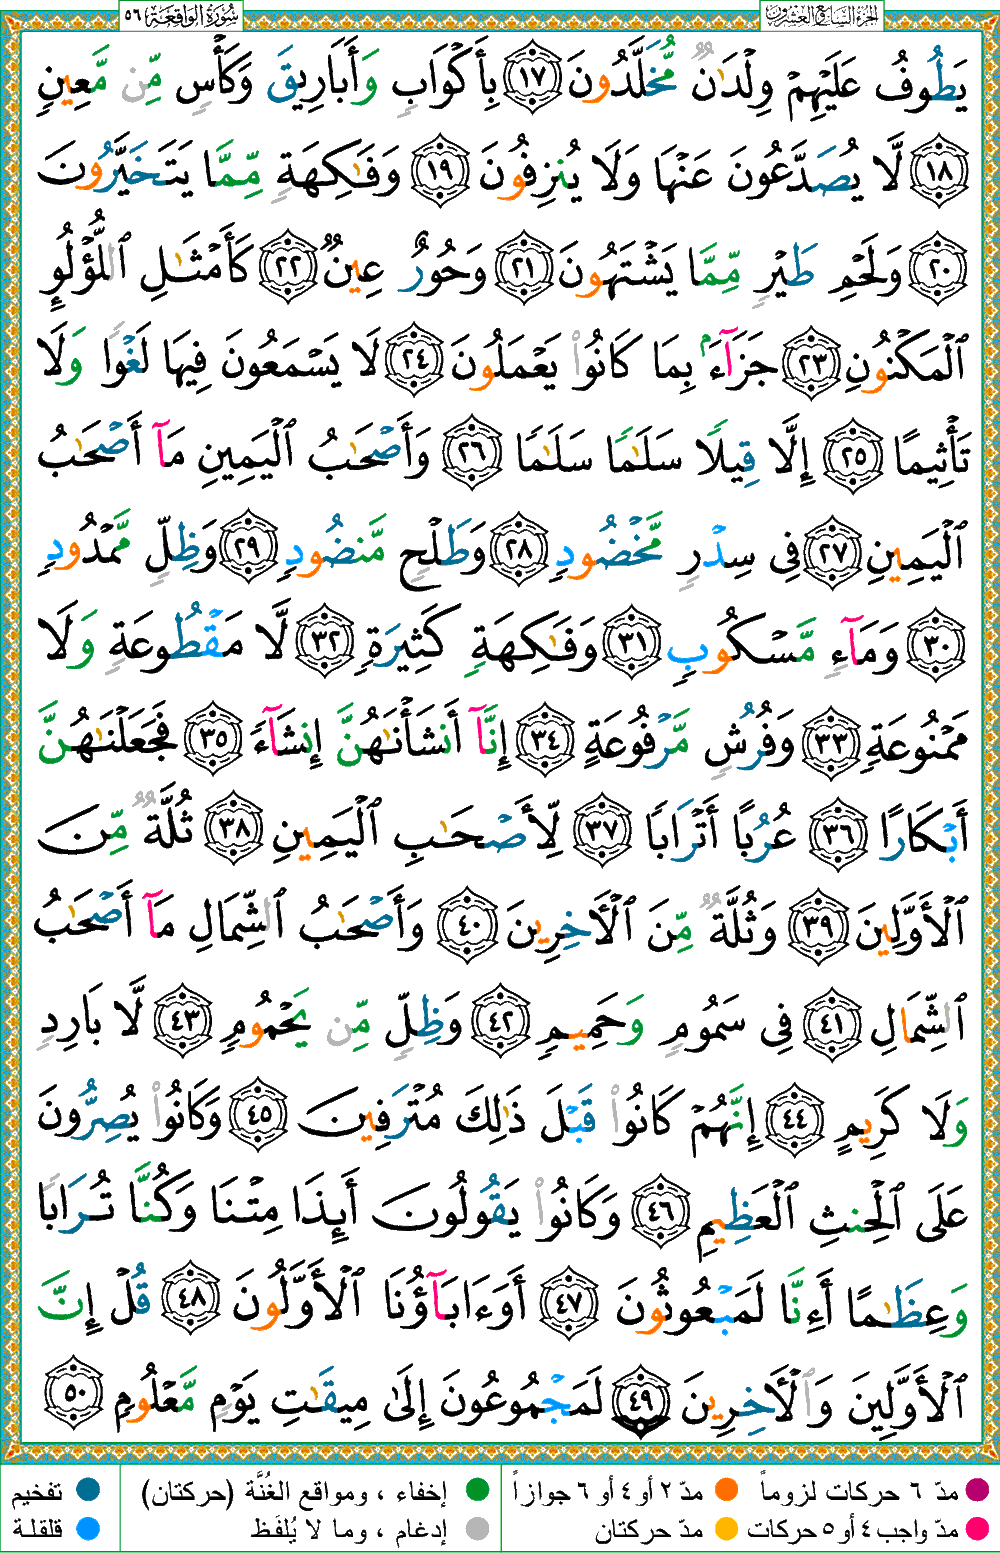 سُورَةُ الوَاقِعَة ٥٦
الجزء السابع والعشرون
يَطُوفُ عَلَيْهِمْ وِلْدَٰنٌ مُّخَلَّدُونَ ١٧ بِأَكْوَابٍ وَأَبَارِيقَ وَكَأْسٍ مِّن مَّعِينٍ
١٨ لَّا يُصَدَّعُونَ عَنْهَا وَلَا يُنزِفُونَ ١٩ وَفَٰكِهَةٍ مِّمَّا يَتَخَيَّرُونَ
٢٠ وَلَحْمِ طَيْرٍ مِّمَّا يَشْتَهُونَ ٢١ وَحُورٌ عِينٌ ٢٢ كَأَمْثَٰلِ ٱللُّؤْلُوِٕ
ٱلْمَكْنُونِ ٢٣ جَزَآءًۢ بِمَا كَانُوا۟ يَعْمَلُونَ ٢٤ لَا يَسْمَعُونَ فِيهَا لَغْوًا وَلَا
تَأْثِيمًا ٢٥ إِلَّا قِيلًا سَلَٰمًا سَلَٰمًا ٢٦ وَأَصْحَٰبُ ٱلْيَمِينِ مَآ أَصْحَٰبُ
ٱلْيَمِينِ ٢٧ فِى سِدْرٍ مَّخْضُودٍ ٢٨ وَطَلْحٍ مَّنضُودٍ ٢٩ وَظِلٍّ مَّمْدُودٍ
٣٠ وَمَآءٍ مَّسْكُوبٍ ٣١ وَفَٰكِهَةٍ كَثِيرَةٍ ٣٢ لَّا مَقْطُوعَةٍ وَلَا
مَمْنُوعَةٍ ٣٣ وَفُرُشٍ مَّرْفُوعَةٍ ٣٤ إِنَّآ أَنشَأْنَٰهُنَّ إِنشَآءً ٣٥ فَجَعَلْنَٰهُنَّ
أَبْكَارًا ٣٦ عُرُبًا أَتْرَابًا ٣٧ لِّأَصْحَٰبِ ٱلْيَمِينِ ٣٨ ثُلَّةٌ مِّنَ
ٱلْأَوَّلِينَ ٣٩ وَثُلَّةٌ مِّنَ ٱلْـَٔاخِرِينَ ٤٠ وَأَصْحَٰبُ ٱلشِّمَالِ مَآ أَصْحَٰبُ
ٱلشِّمَالِ ٤١ فِى سَمُومٍ وَحَمِيمٍ ٤٢ وَظِلٍّ مِّن يَحْمُومٍ ٤٣ لَّا بَارِدٍ
وَلَا كَرِيمٍ ٤٤ إِنَّهُمْ كَانُوا۟ قَبْلَ ذَٰلِكَ مُتْرَفِينَ ٤٥ وَكَانُوا۟ يُصِرُّونَ
عَلَى ٱلْحِنثِ ٱلْعَظِيمِ ٤٦ وَكَانُوا۟ يَقُولُونَ أَئِذَا مِتْنَا وَكُنَّا تُرَابًا
وَعِظَٰمًا أَءِنَّا لَمَبْعُوثُونَ ٤٧ أَوَءَابَآؤُنَا ٱلْأَوَّلُونَ ٤٨ قُلْ إِنَّ
ٱلْأَوَّلِينَ وَٱلْـَٔاخِرِينَ ٤٩ لَمَجْمُوعُونَ إِلَىٰ مِيقَٰتِ يَوْمٍ مَّعْلُومٍ ٥٠
مدّ ٦ حركات لزوماً مدّ ٢ أو ٤ أو ٦ جوازاً إخفاء ، ومواقع الغُنَّة (حركتان) تفخيم
مدّ واجب ٤ أو ٥ حركات مدّ حركتان إدغام ، وما لا يُلفَظ قلقلة